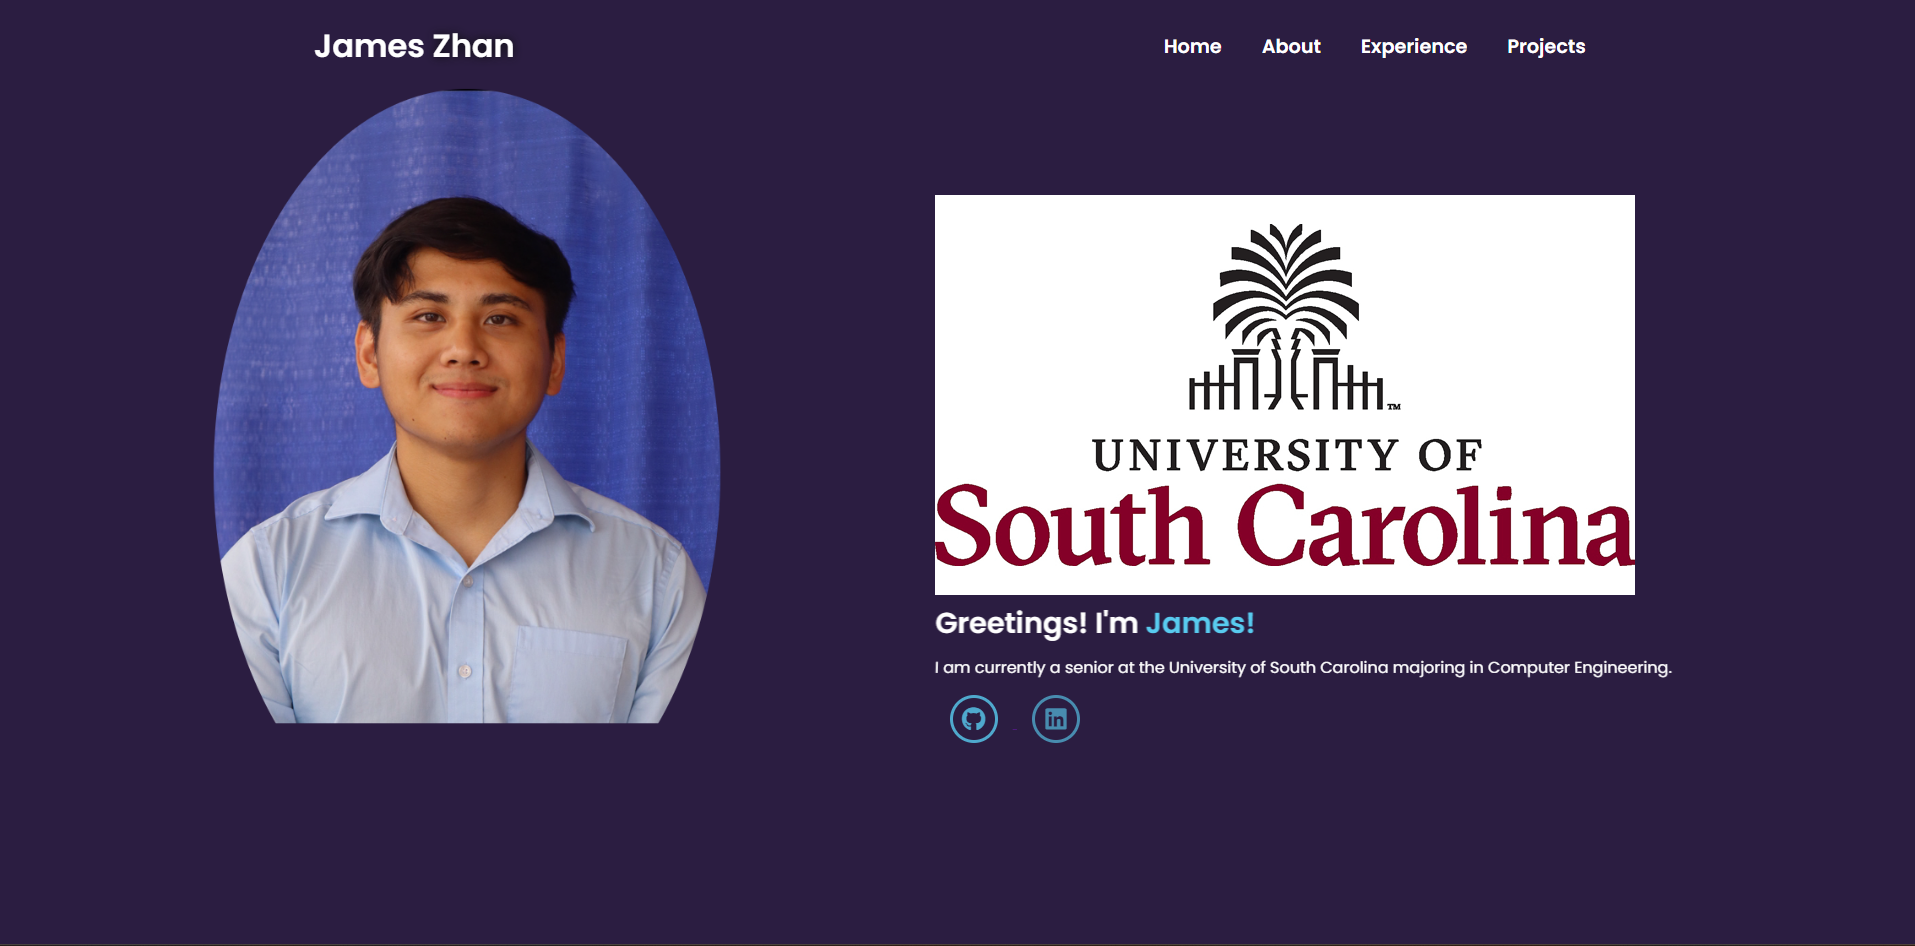 James Zhan
Home About Experience Projects
UNIVERSITY OF
South Carolina
TM
Greetings! I'm James!
I am currently a senior at the University of South Carolina majoring in Computer Engineering.
in